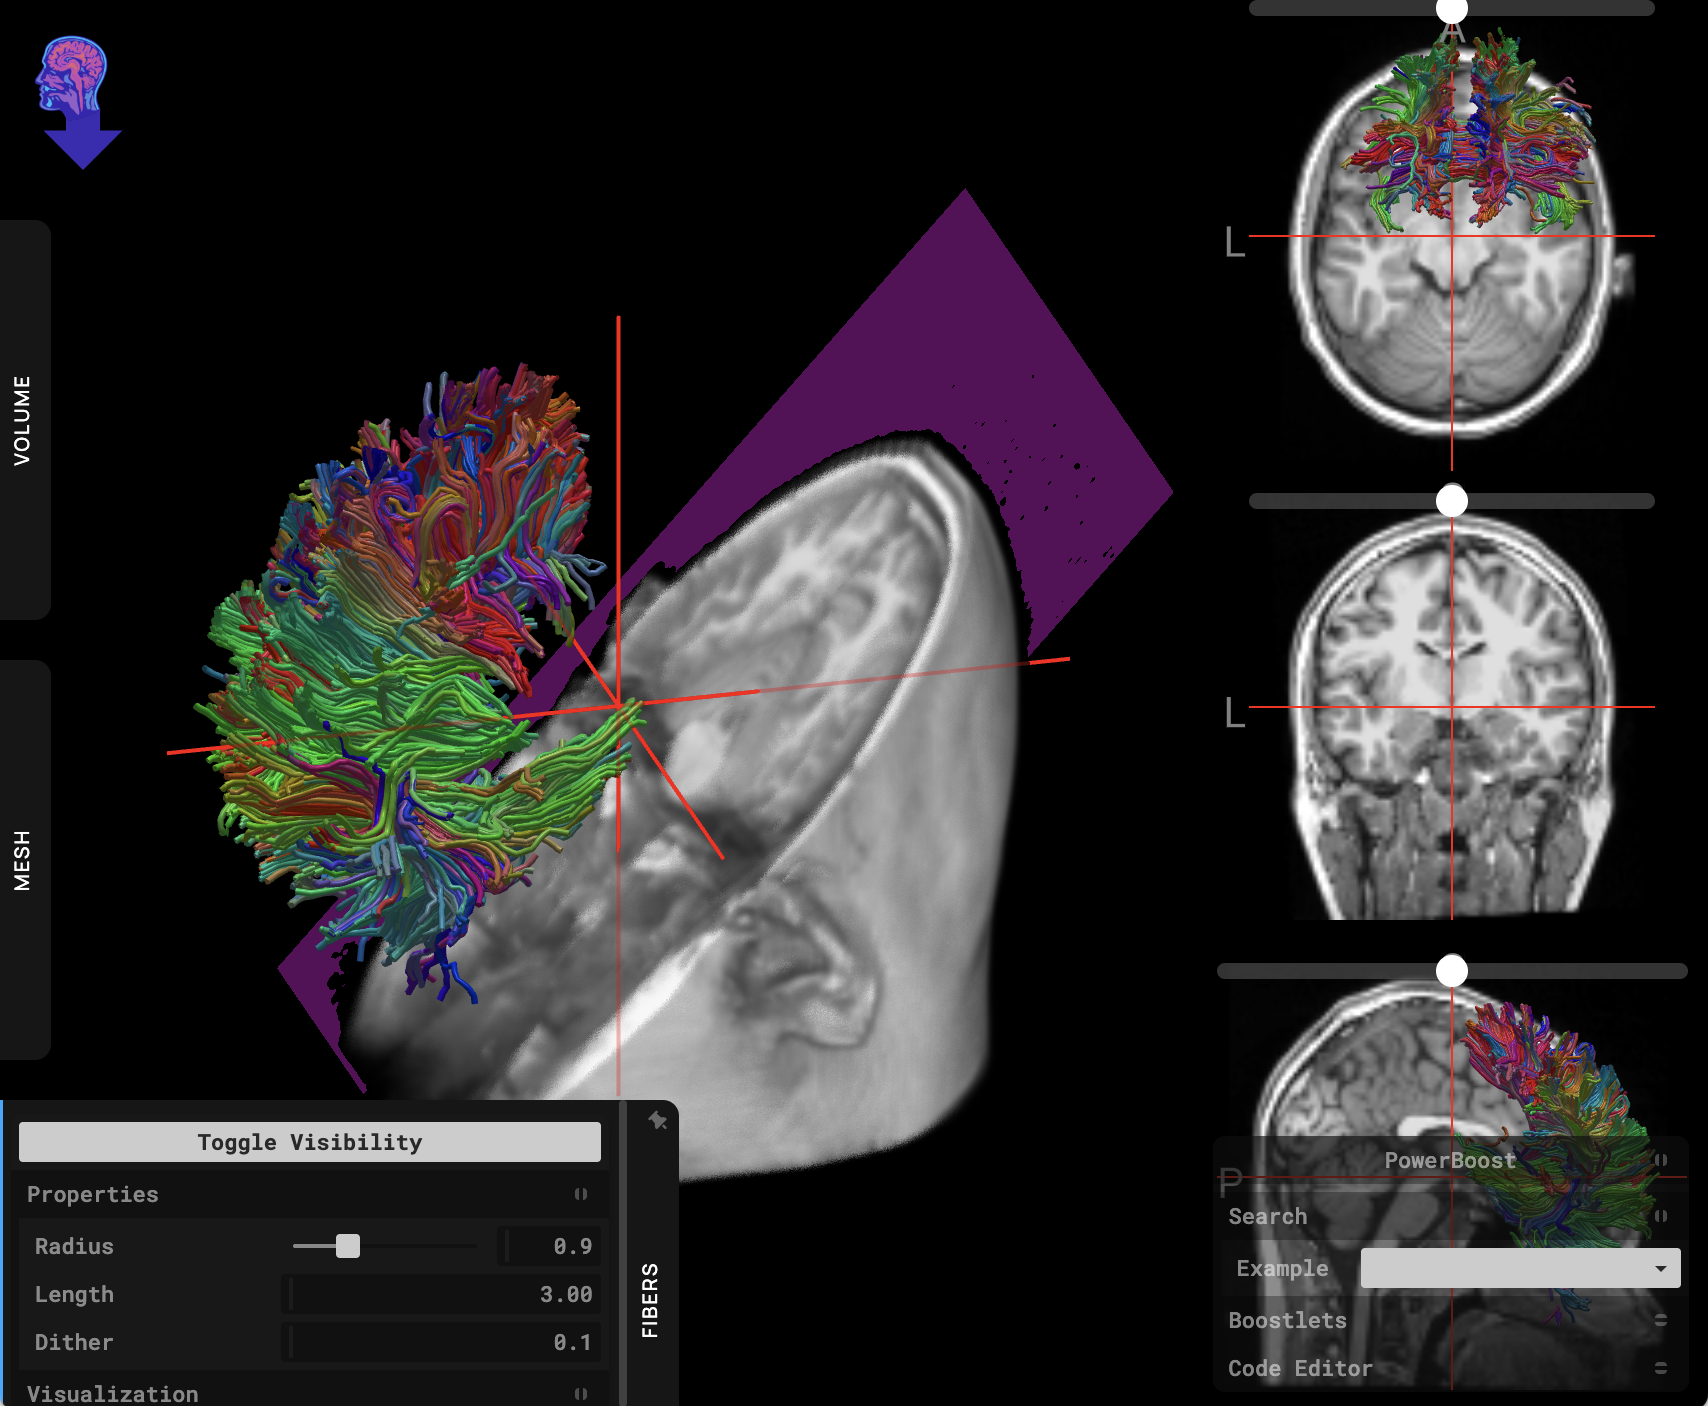 A
L
VOLUME
L
MESH
P
Toggle Visibility
Properties
Radius 0.9
Length 3.00
Dither 0.1
Visualization
FIBERS
PowerBoost
Search
Example
Boostlets
Code Editor